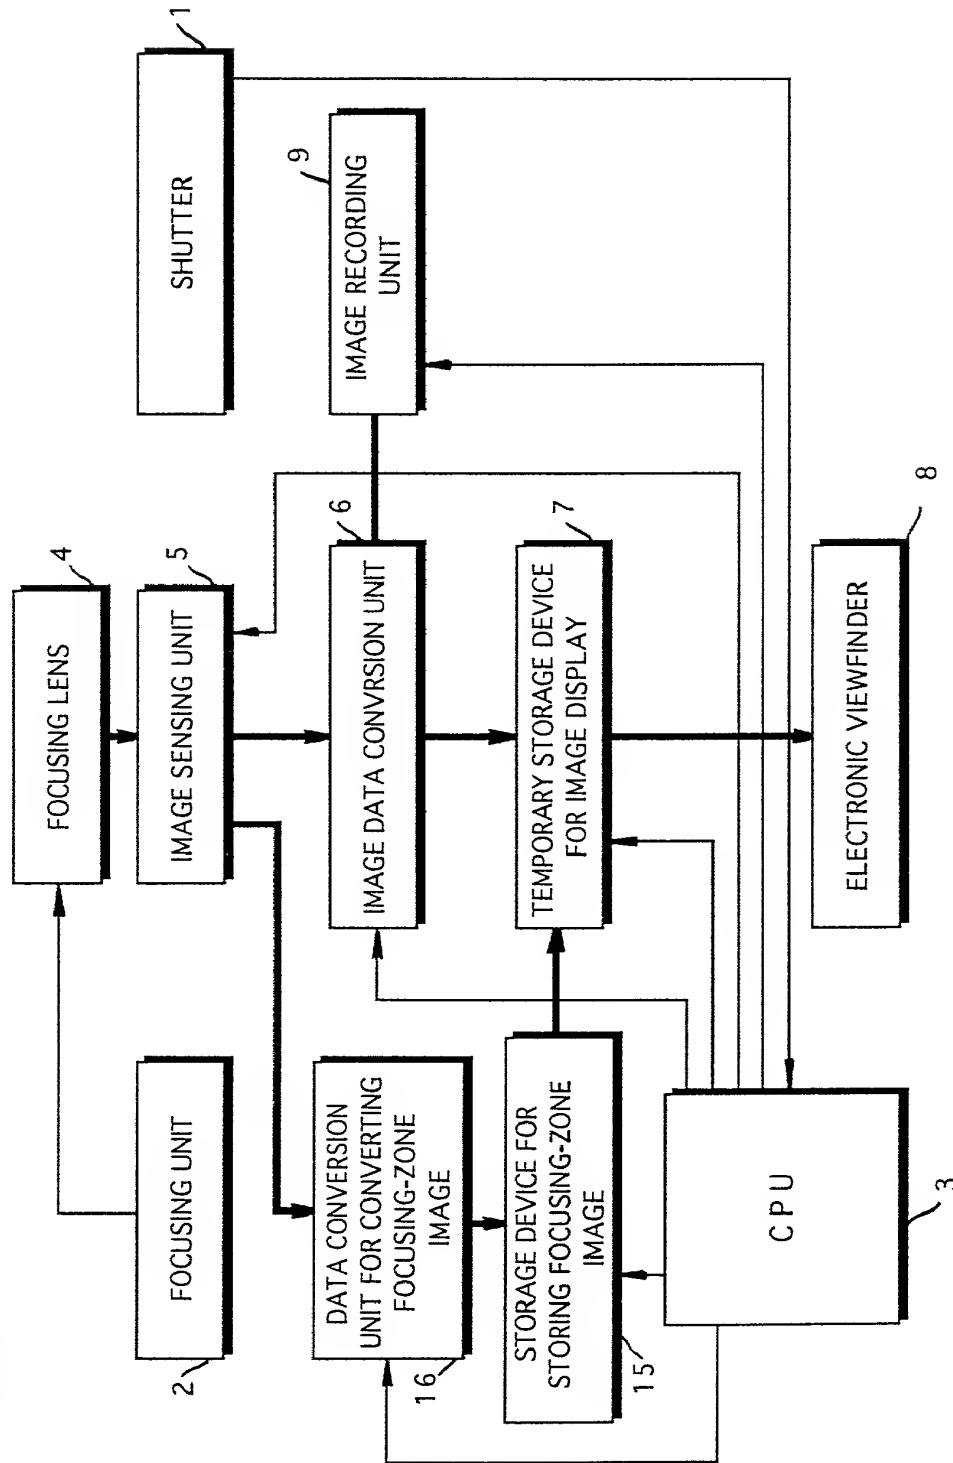 FOCUSING LENS
4
FOCUSING UNIT
2
IMAGE SENSING UNIT
5
SHUTTER
1
DATA CONVERSION
UNIT FOR CONVERTING
FOCUSING-ZONE
IMAGE
16
IMAGE DATA CONVRSION UNIT
6
IMAGE RECORDING
UNIT
9
STORAGE DEVICE FOR
STORING FOCUSING-ZONE
IMAGE
15
TEMPORARY STORAGE DEVICE
FOR IMAGE DISPLAY
7
CPU
3
ELECTRONIC VIEWFINDER
8